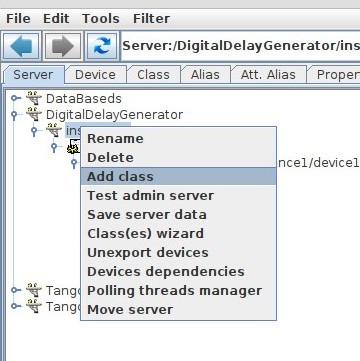 File Edit Tools Filter
Server:/DigitalDelayGenerator/ins
Server Device Class Alias Att. Alias Proper
DataBaseds
DigitalDelayGenerator
ins
Rename
Delete
nce1/device1
Add class
Test admin server
Save server data
Class(es) wizard
Unexport devices
Devices dependencies
Tang
Polling threads manager
Tang
Move server